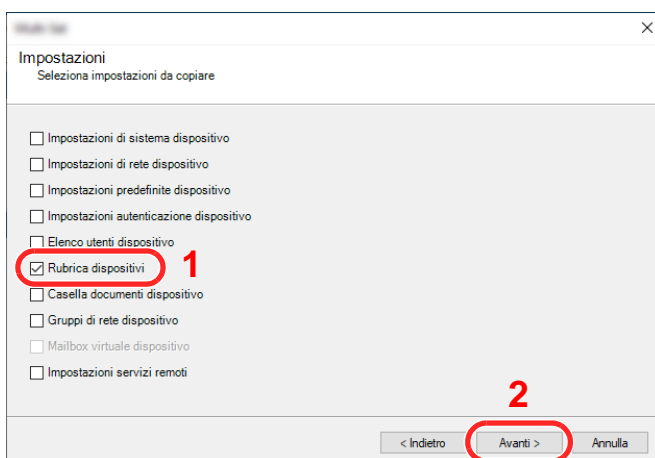 Impostazioni
Seleziona impostazioni da copiare
Impostazioni di sistema dispositivo
Impostazioni di rete dispositivo
Impostazioni predefinite dispositivo
Impostazioni autenticazione dispositivo
Elenco utenti dispositivo
Rubrica dispositivi 1
Casella documenti dispositivo
Gruppi di rete dispositivo
Mailbox virtuale dispositivo
Impostazioni servizi remoti
2
< Indietro Avanti > Annulla